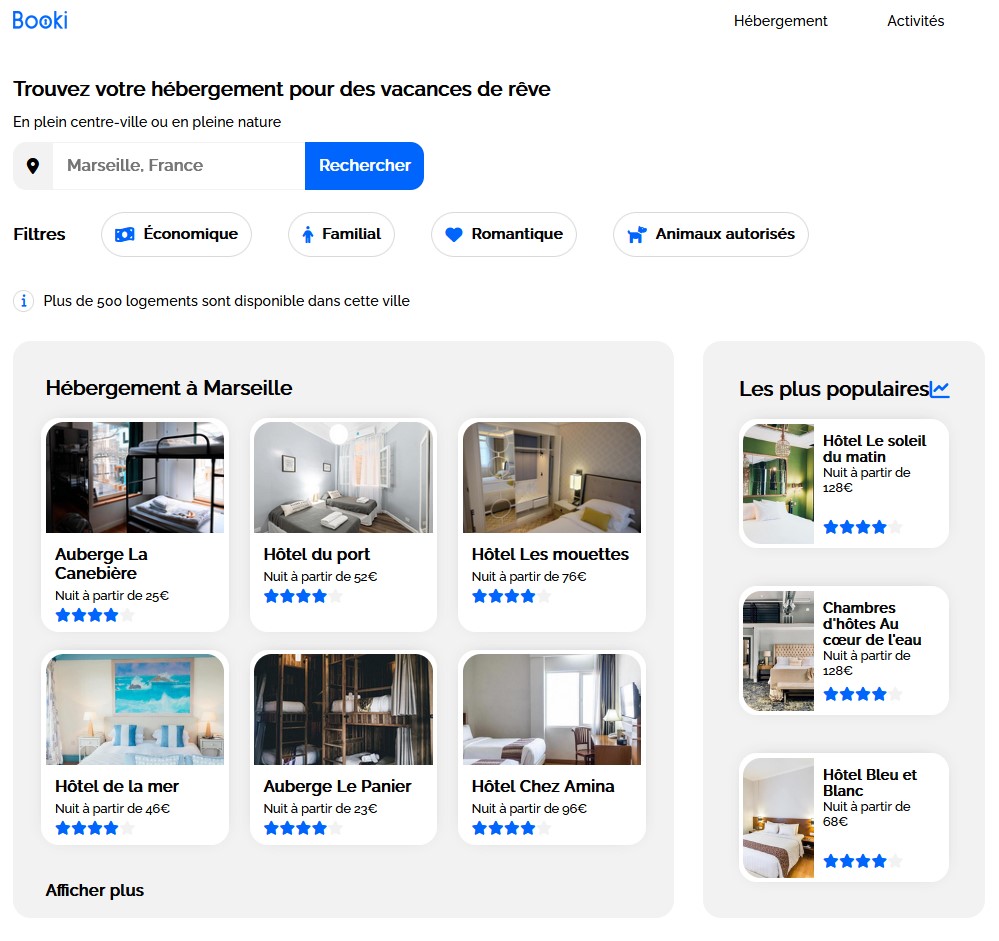 Booki
Hébergement
Activités
Trouvez votre hébergement pour des vacances de rêve
En plein centre-ville ou en pleine nature
Marseille, France
Rechercher
Filtres
Économique
Familial
Romantique
Animaux autorisés
Plus de 500 logements sont disponible dans cette ville
Hébergement à Marseille
Auberge La
Canebière
Nuit à partir de 25€
Hôtel du port
Nuit à partir de 52€
Hôtel Les mouettes
Nuit à partir de 76€
Hôtel de la mer
Nuit à partir de 46€
Auberge Le Panier
Nuit à partir de 23€
Hôtel Chez Amina
Nuit à partir de 96€
Afficher plus
Les plus populaires
Hôtel Le soleil
du matin
Nuit à partir de
128€
Chambres
d'hôtes Au
cœur de l'eau
Nuit à partir de
128€
Hôtel Bleu et
Blanc
Nuit à partir de
68€